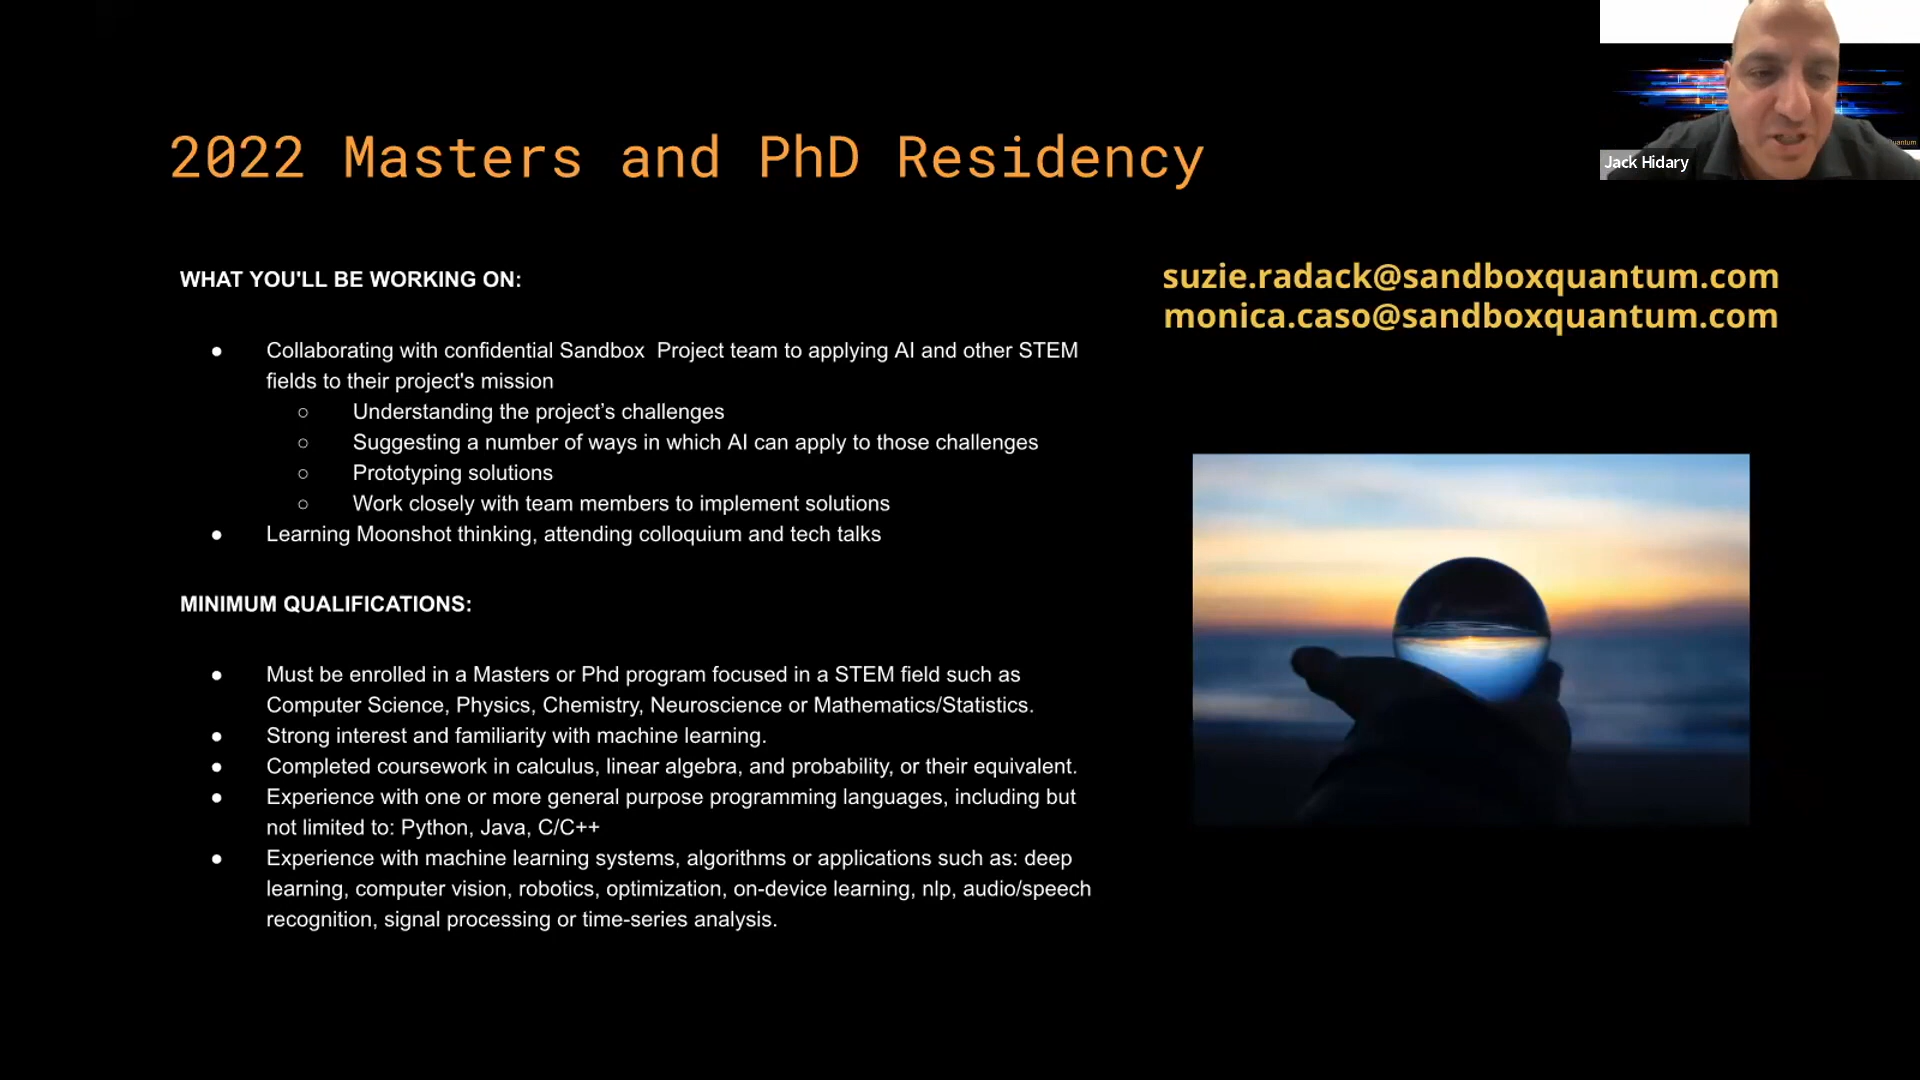 2022 Masters and PhD Residency
Jack Hidary
uantum
WHAT YOU'LL BE WORKING ON:
● Collaborating with confidential Sandbox  Project team to applying AI and other STEM
fields to their project's mission
○ Understanding the project’s challenges
○ Suggesting a number of ways in which AI can apply to those challenges
○ Prototyping solutions
○ Work closely with team members to implement solutions
● Learning Moonshot thinking, attending colloquium and tech talks
MINIMUM QUALIFICATIONS:
● Must be enrolled in a Masters or Phd program focused in a STEM field such as
Computer Science, Physics, Chemistry, Neuroscience or Mathematics/Statistics.
● Strong interest and familiarity with machine learning.
● Completed coursework in calculus, linear algebra, and probability, or their equivalent.
● Experience with one or more general purpose programming languages, including but
not limited to: Python, Java, C/C++
● Experience with machine learning systems, algorithms or applications such as: deep
learning, computer vision, robotics, optimization, on-device learning, nlp, audio/speech
recognition, signal processing or time-series analysis.
suzie.radack@sandboxquantum.com
monica.caso@sandboxquantum.com